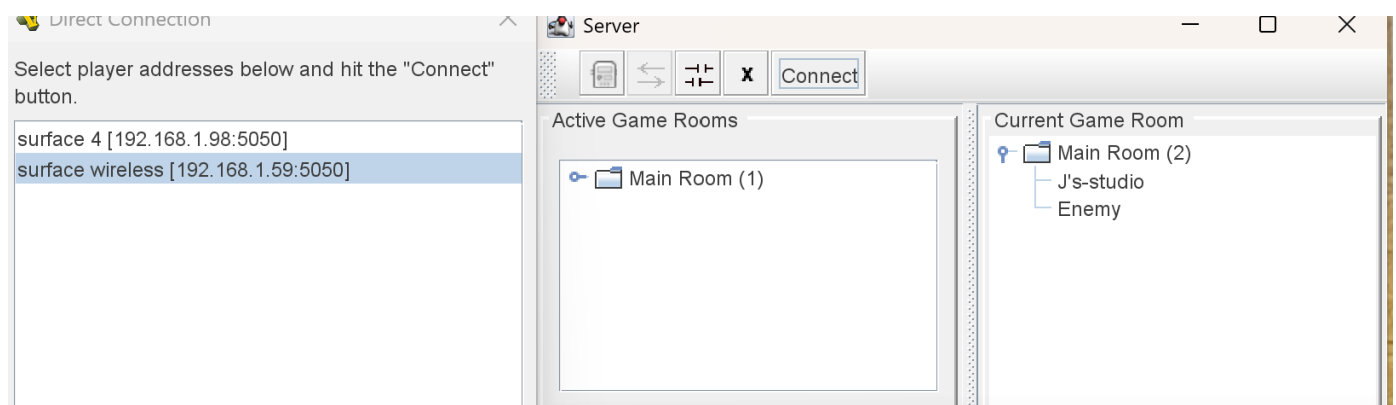 Direct Connection
Select player addresses below and hit the "Connect"
button.
surface 4 [192.168.1.98:5050]
surface wireless [192.168.1.59:5050]
Server
x
Connect
Active Game Rooms
Main Room (1)
Current Game Room
Main Room (2)
J's-studio
Enemy